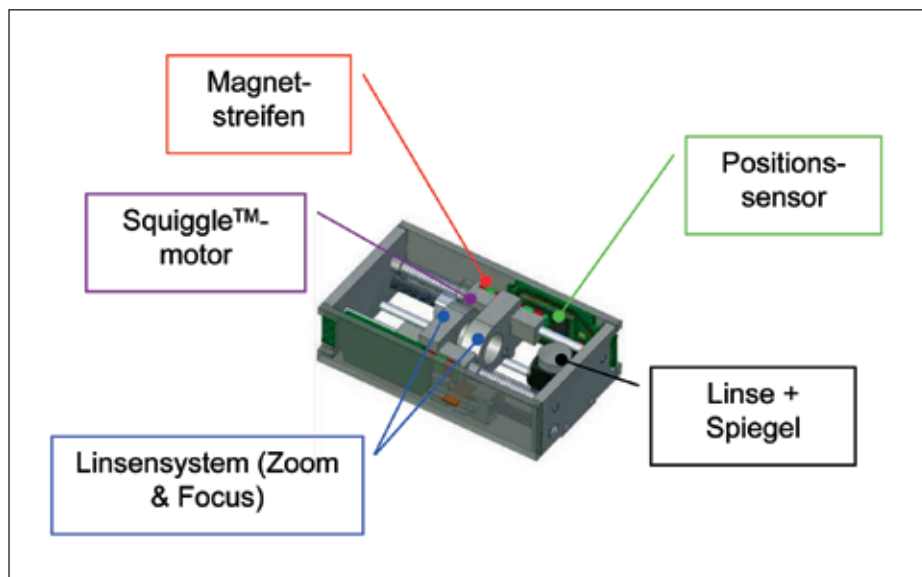 Magnet-
streifen
Positions-
sensor
Squiggle™-
motor
Linse +
Spiegel
Linsensystem (Zoom
& Focus)